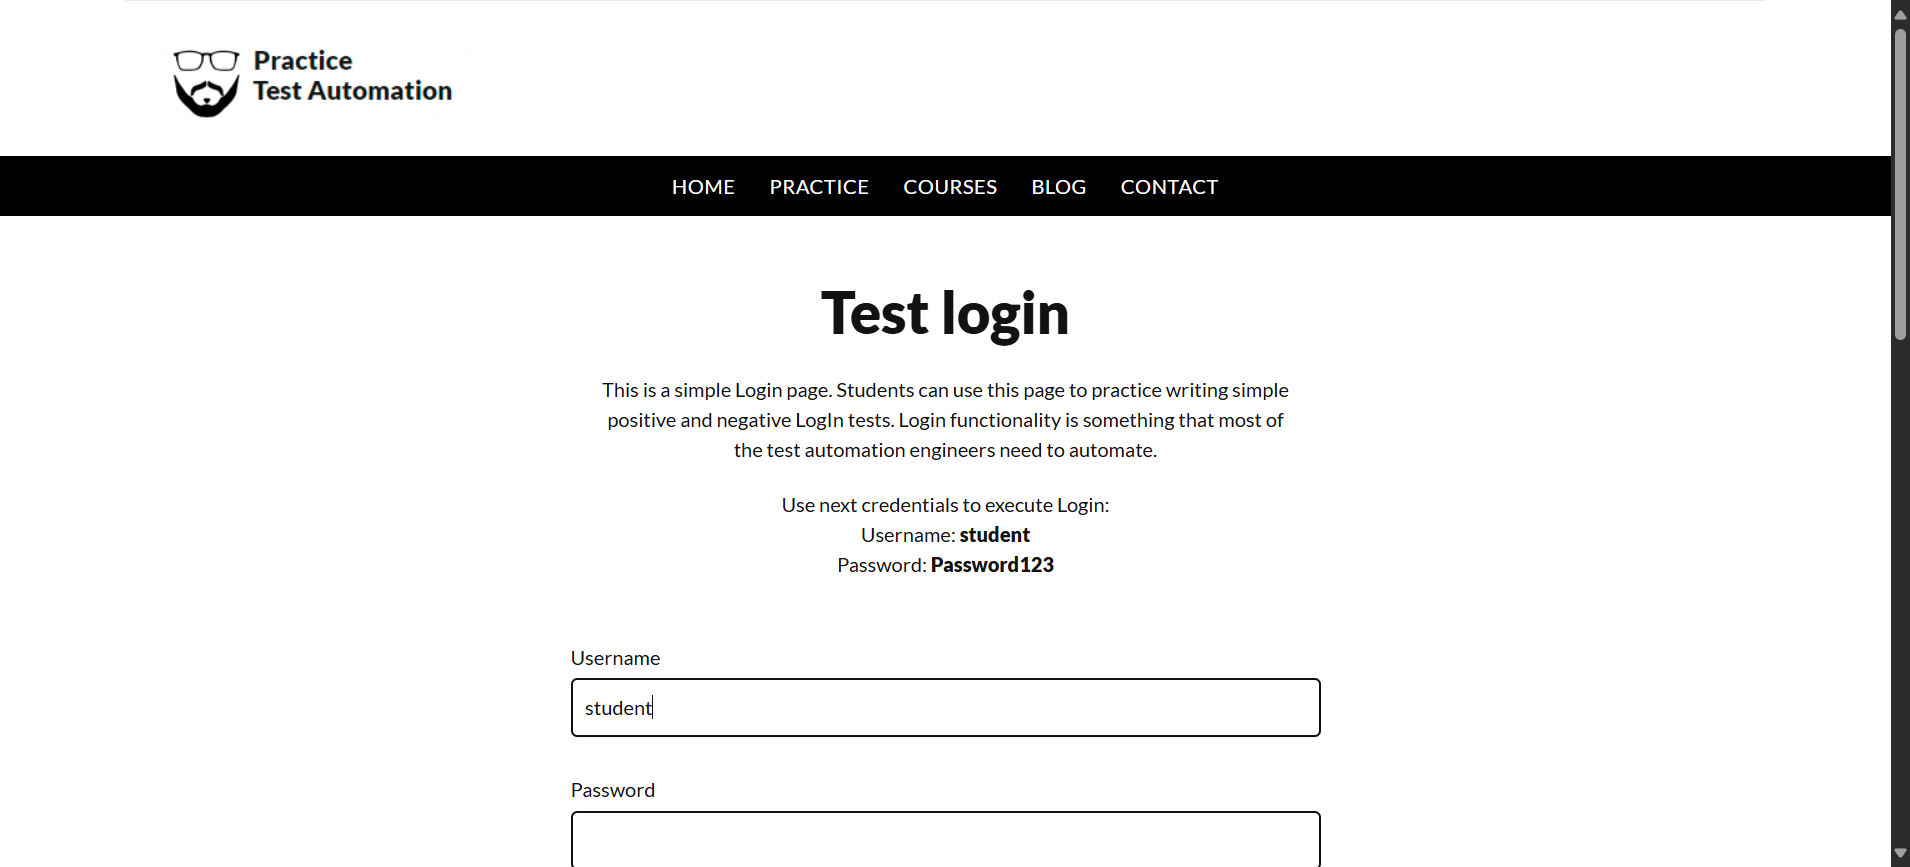 Practice
Test Automation
HOME PRACTICE COURSES BLOG CONTACT
Test login
This is a simple Login page. Students can use this page to practice writing simple
positive and negative LogIn tests. Login functionality is something that most of
the test automation engineers need to automate.
Use next credentials to execute Login:
Username: student
Password: Password123
Username
student
Password